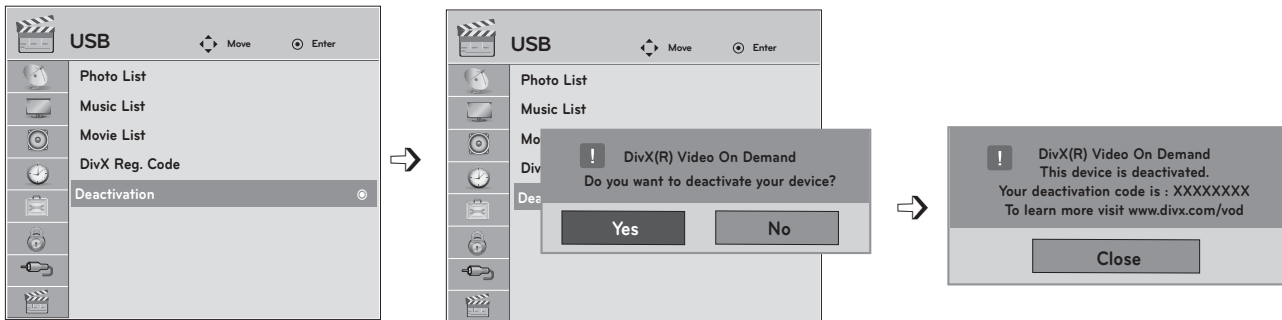 USB
Move
Enter
Photo List
Music List
Movie List
DivX Reg. Code
Deactivation
USB
Move
Enter
Photo List
Music List
Mo
Div
Dea
! DivX(R) Video On Demand
Do you want to deactivate your device?
Yes
No
! DivX(R) Video On Demand
This device is deactivated.
Your deactivation code is : XXXXXXXX
To learn more visit www.divx.com/vod
Close